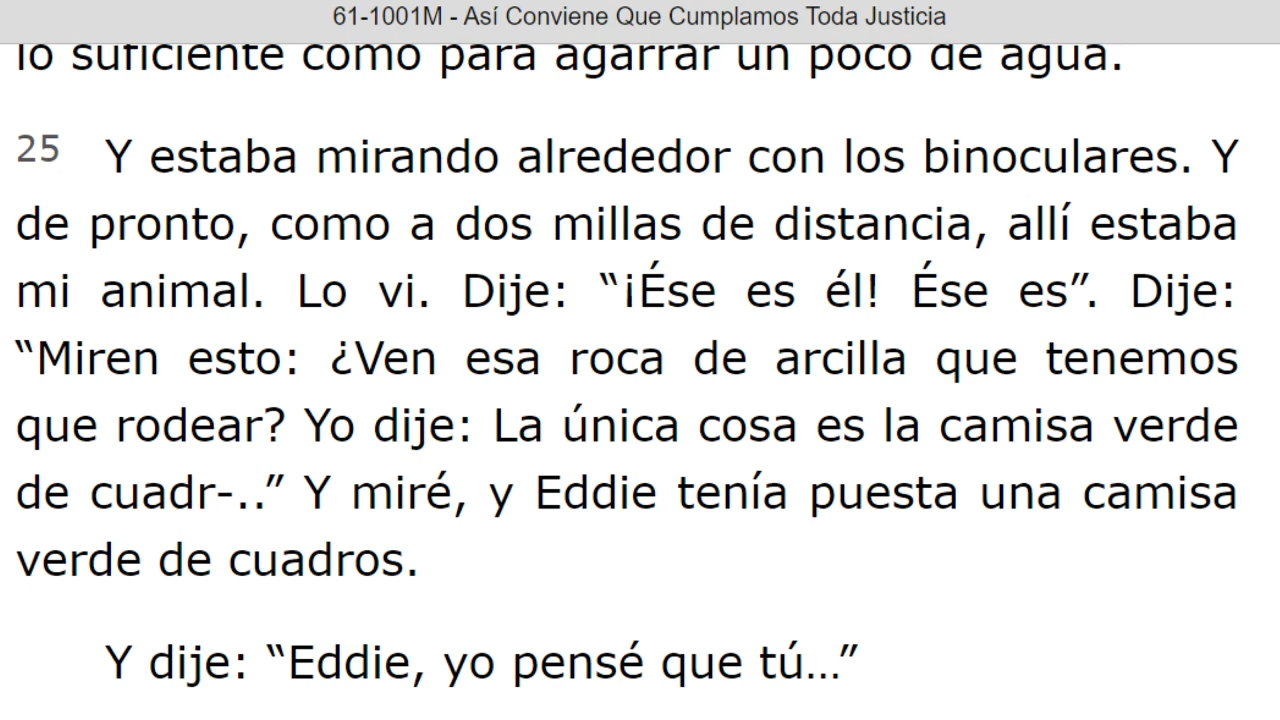 61-1001M - Así Conviene Que Cumplamos Toda Justicia
lo suficiente como para agarrar un poco de agua.
25 Y estaba mirando alrededor con los binoculares. Y
de pronto, como a dos millas de distancia, allí estaba
mi animal. Lo vi. Dije: “¡Ése es él! Ése es”. Dije:
“Miren esto: ¿Ven esa roca de arcilla que tenemos
que rodear? Yo dije: La única cosa es la camisa verde
de cuadr-..” Y miré, y Eddie tenía puesta una camisa
verde de cuadros.
Y dije: “Eddie, yo pensé que tú…”